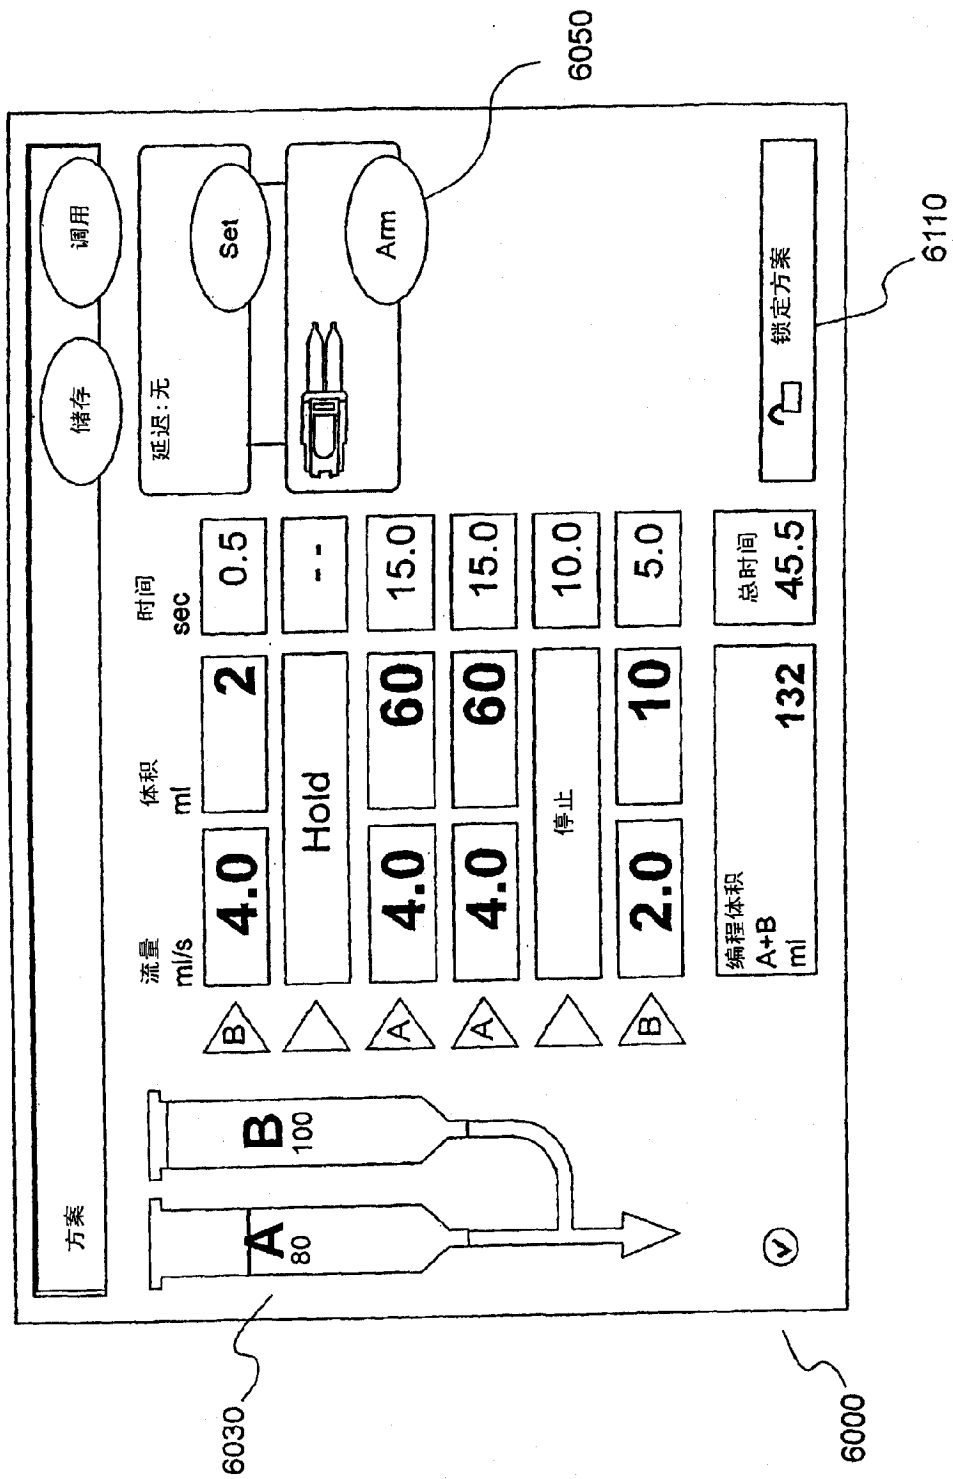 方案
储存
调用
A
80
B
100
流量
ml/s
体积
ml
时间
sec
B
4.0
2
0.5
Hold
--
A
4.0
60
15.0
A
4.0
60
15.0
停止
10.0
B
2.0
10
5.0
编程体积
A+B
ml
132
总时间
45.5
延迟:无
Set
Arm
锁定方案
6030
6000
6050
6110